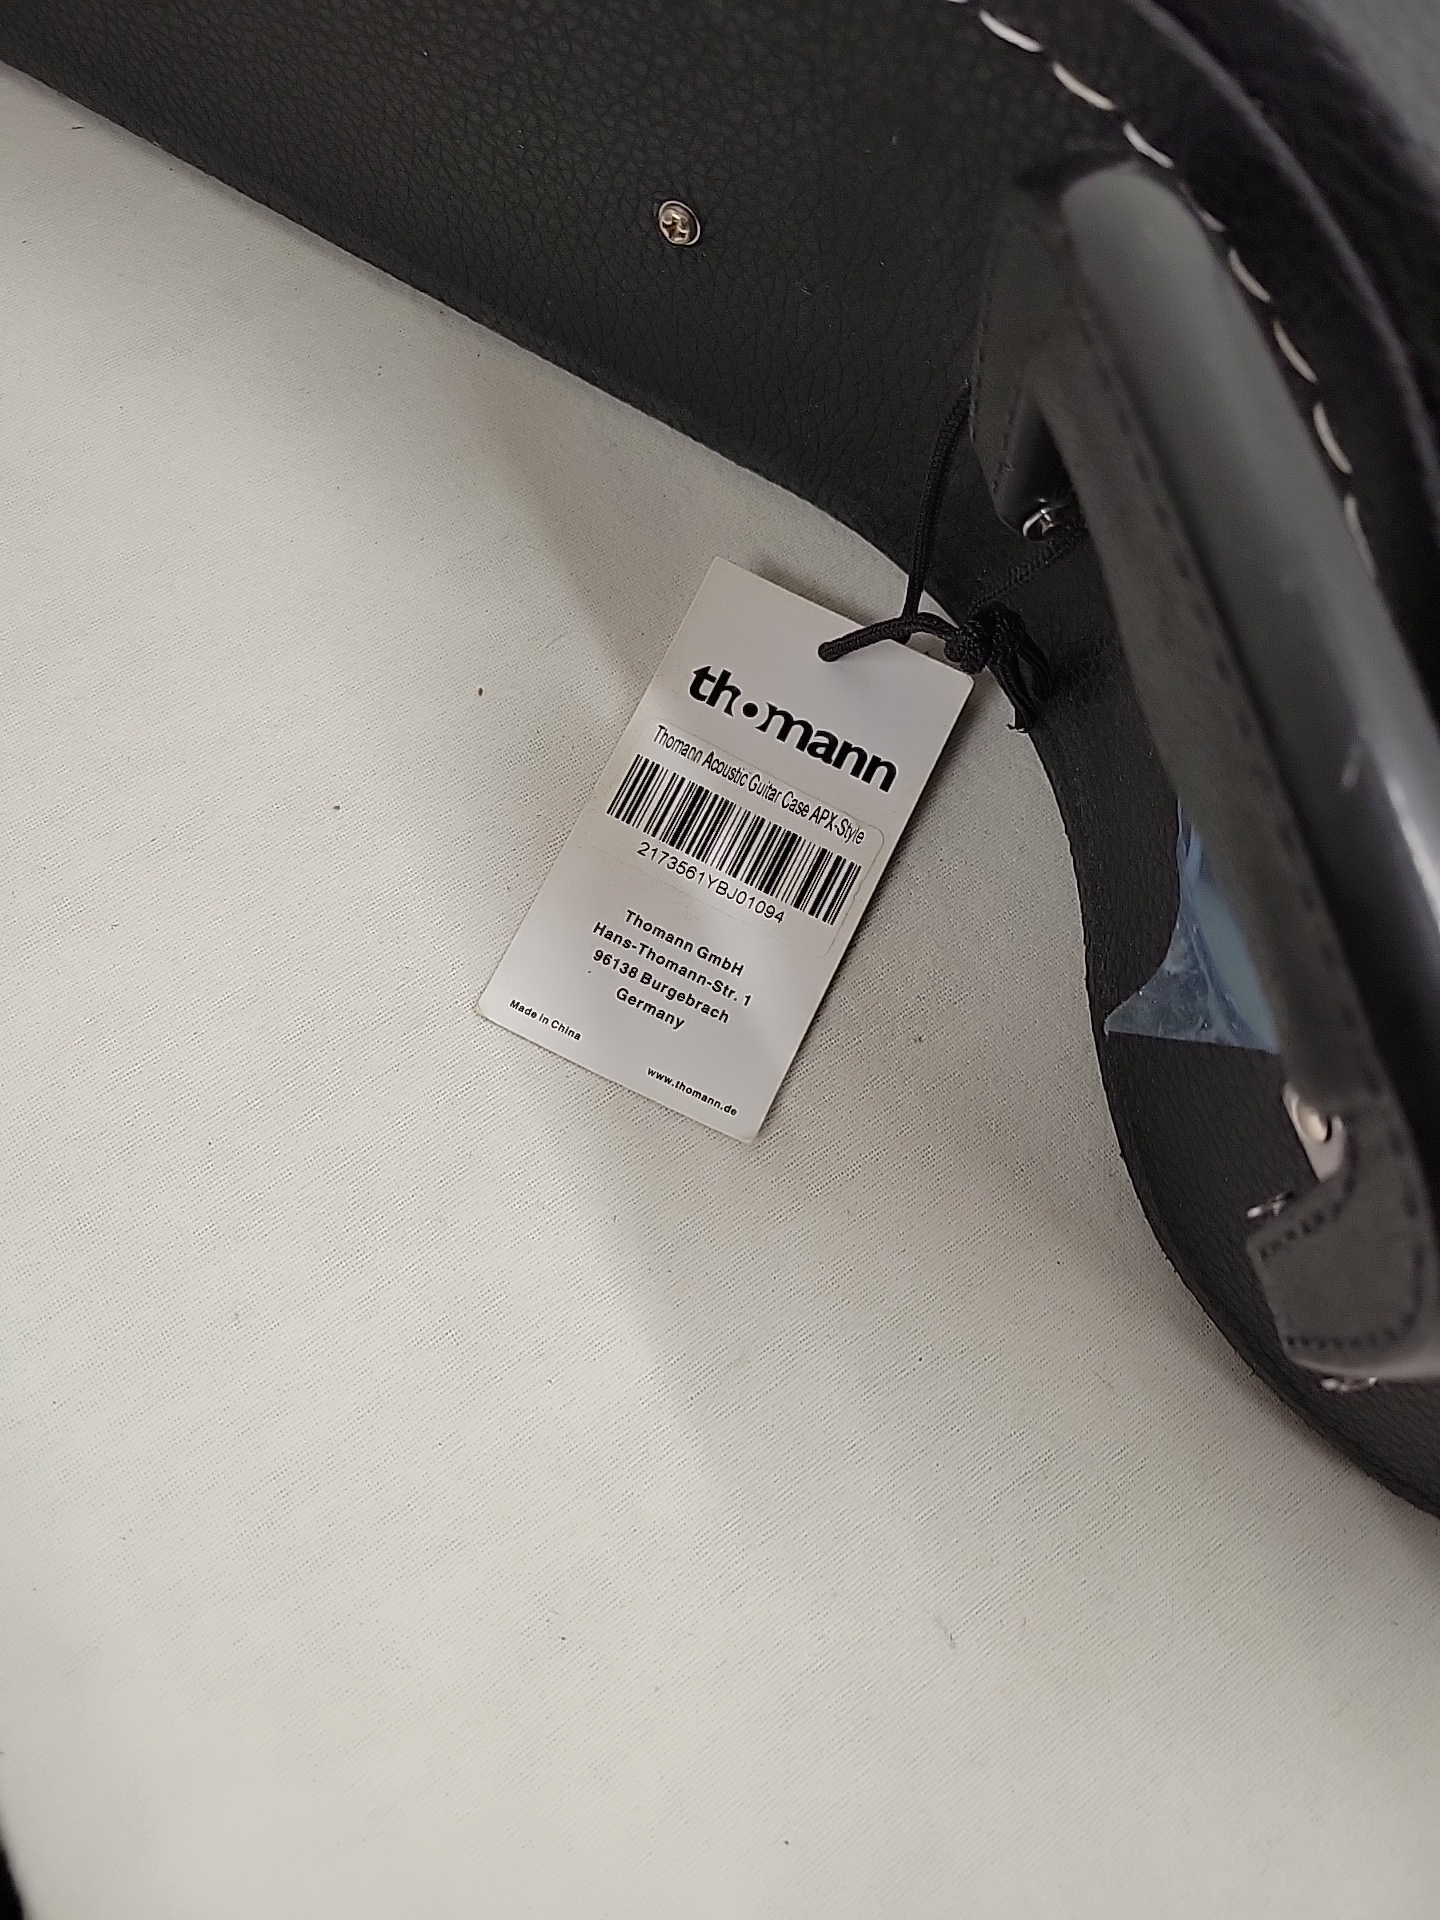 thomann
Thomann Acoustic Guitar Case APX-Style
2173561YBJ01094
Thomann GmbH
Hans-Thomann-Str. 1
96138 Burgebrach
Germany
Made in China
www.thomann.de